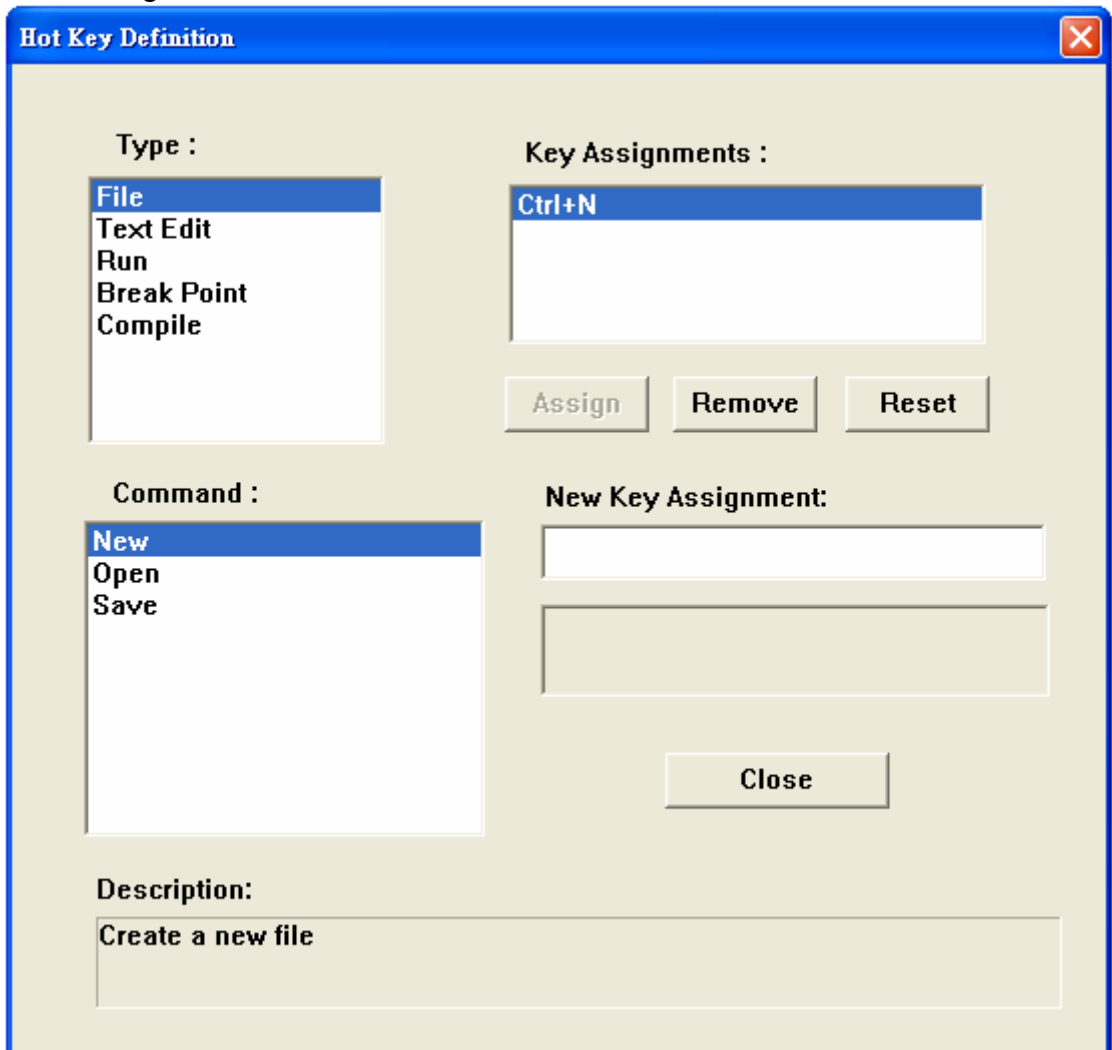 Hot Key Definition
Type :
File
Text Edit
Run
Break Point
Compile
Key Assignments :
Ctrl+N
Assign
Remove
Reset
Command :
New
Open
Save
New Key Assignment:
Close
Description:
Create a new file